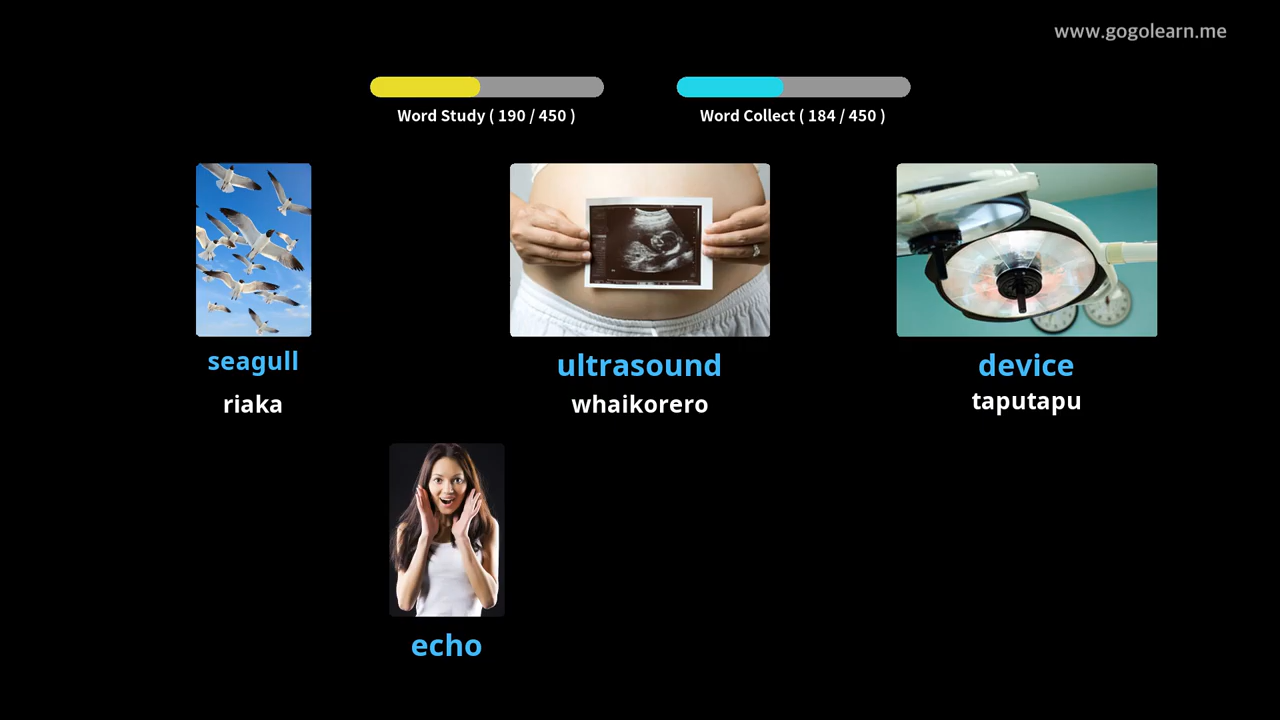 www.gogolearn.me
Word Study ( 190 / 450 )
Word Collect ( 184 / 450 )
seagull
riaka
ultrasound
whaikorero
device
taputapu
echo